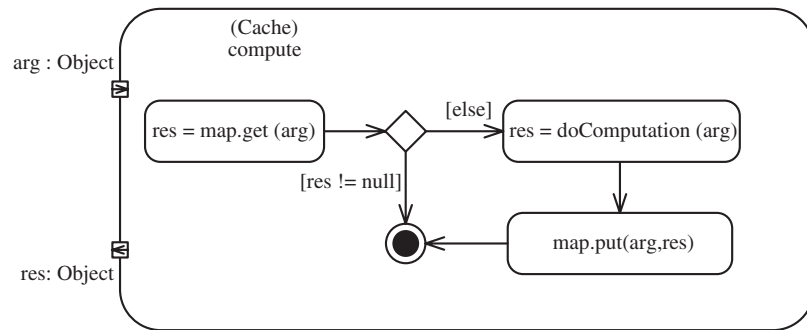 (Cache)
compute
arg : Object
[else]
res = map.get (arg)
res = doComputation (arg)
[res != null]
map.put(arg,res)
res: Object